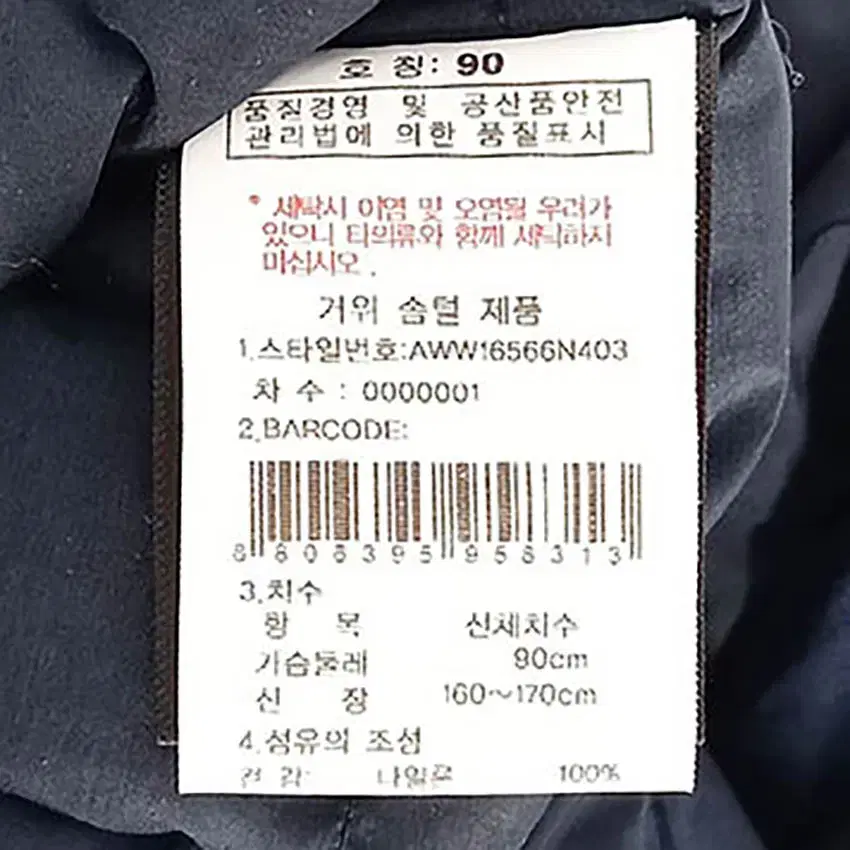 호 칭: 90
품질경영 및 공산품안전
관리법에 의한 품질표시
* 세탁시 이염 및 오염될 우려가
있으니 타의류와 함께 세탁하지
마십시오.
거위 솜털 제품
1.스타일번호:AWW16566N403
차 수 : 0000001
2.BARCODE:
8 808395 958313
3.치수
항 목 신체치수
가슴둘레 90cm
신 장 160~170cm
4.섬유의 조성
겉 감: 나일론 100%